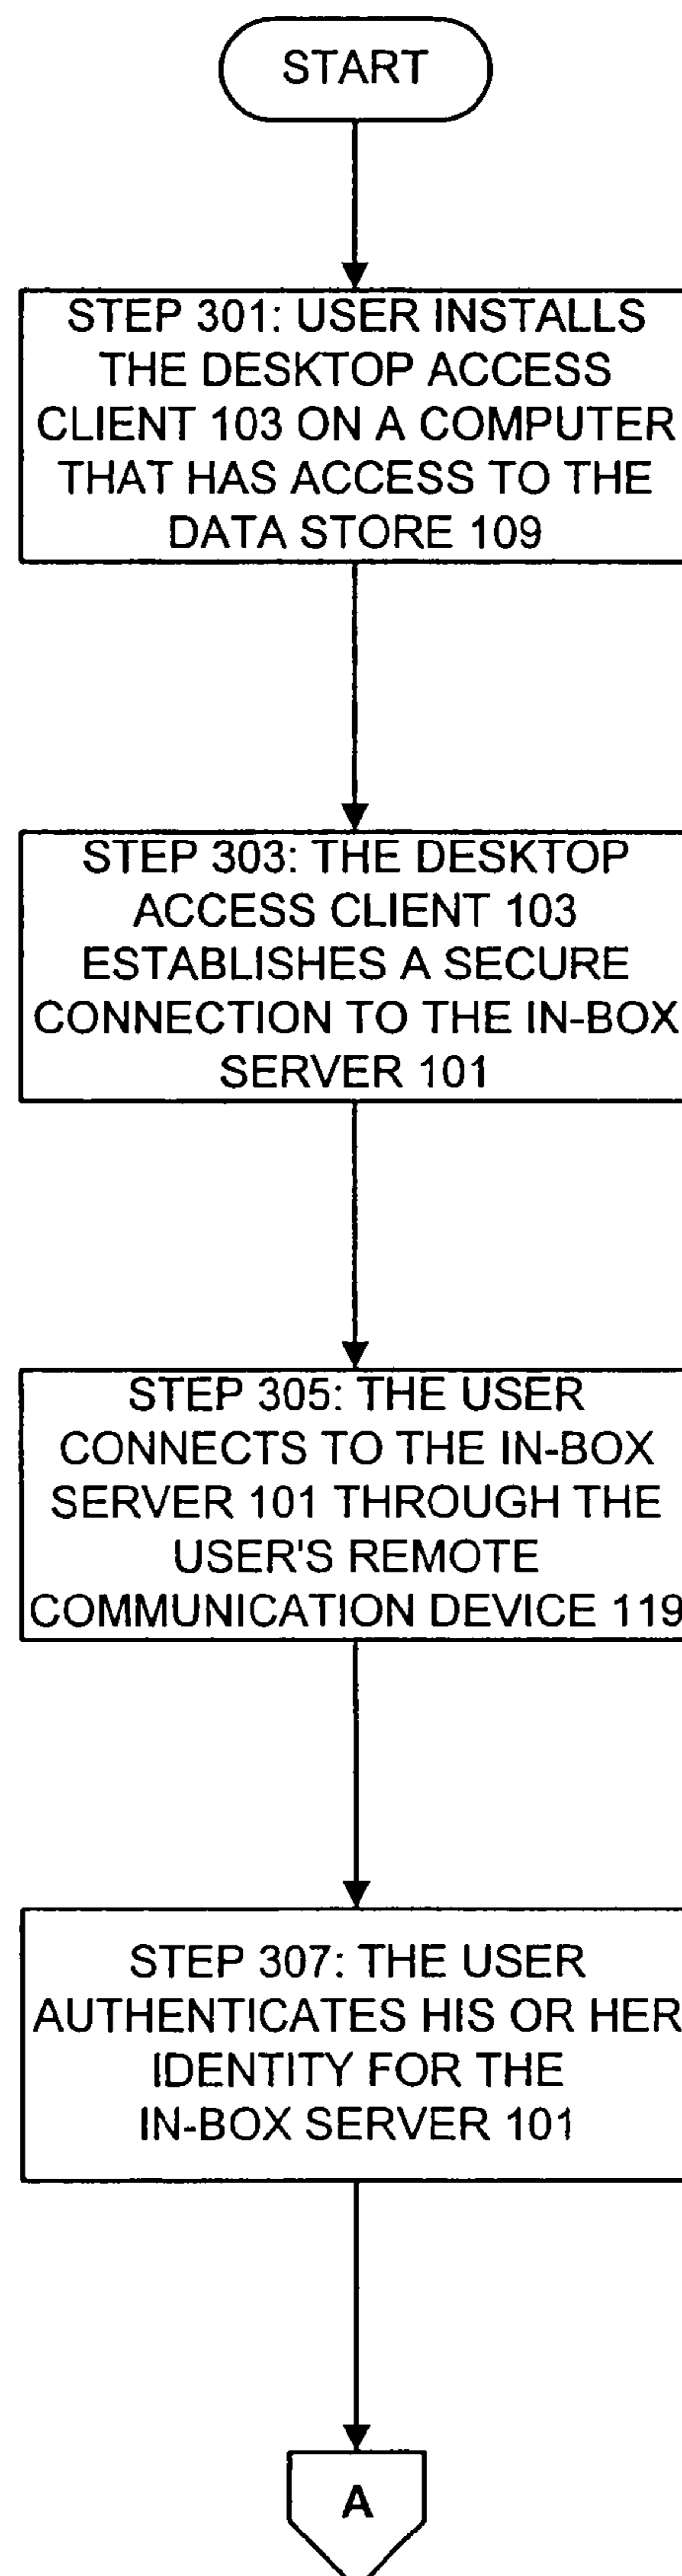 START
STEP 301: USER INSTALLS
THE DESKTOP ACCESS
CLIENT 103 ON A COMPUTER
THAT HAS ACCESS TO THE
DATA STORE 109
STEP 303: THE DESKTOP
ACCESS CLIENT 103
ESTABLISHES A SECURE
CONNECTION TO THE IN-BOX
SERVER 101
STEP 305: THE USER
CONNECTS TO THE IN-BOX
SERVER 101 THROUGH THE
USER'S REMOTE
COMMUNICATION DEVICE 119
STEP 307: THE USER
AUTHENTICATES HIS OR HER
IDENTITY FOR THE
IN-BOX SERVER 101
A